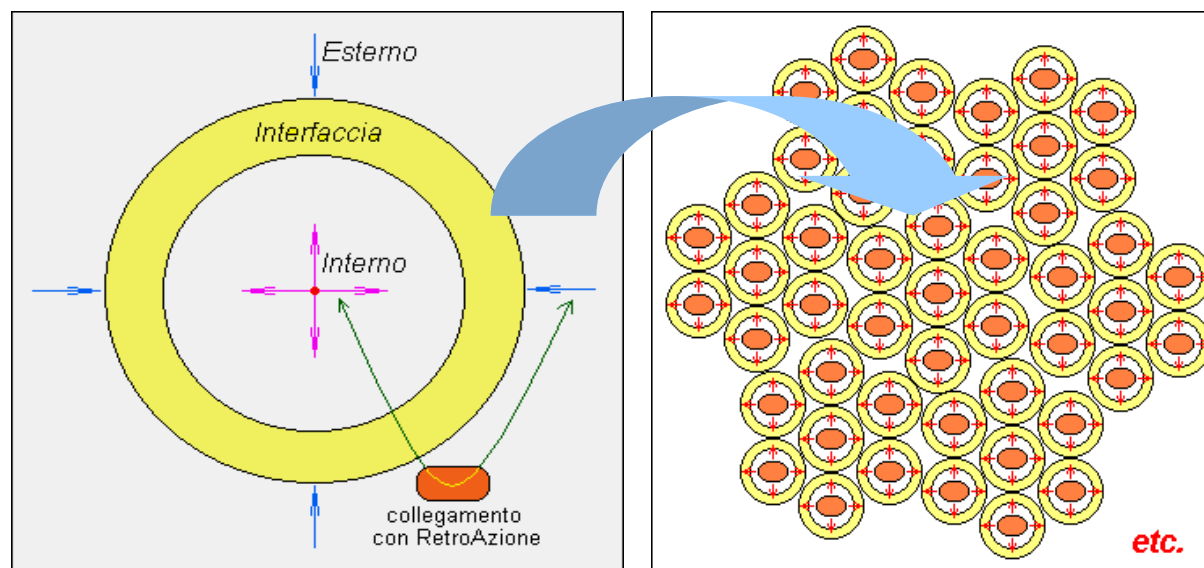 Esterno
Interfaccia
Interno
collegamento
con RetroAzione
etc.